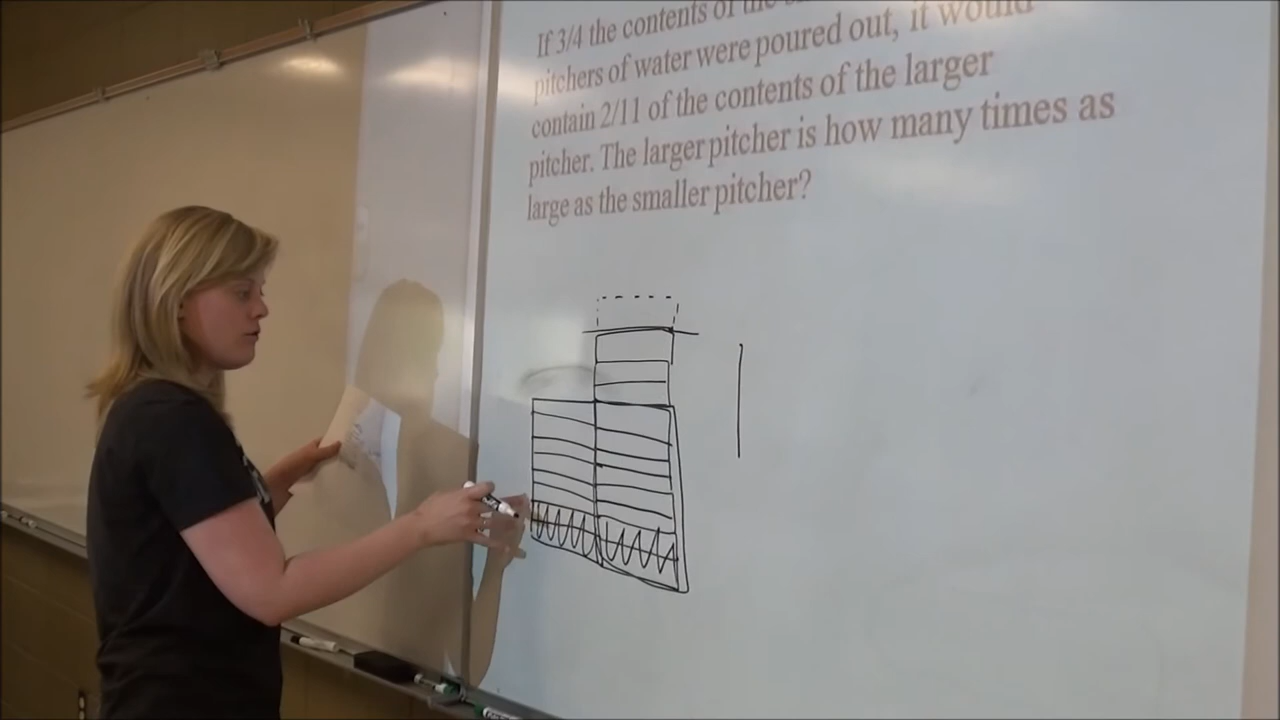 If 3/4 the contents of the
pitchers of water were poured out, it would
contain 2/11 of the contents of the larger
pitcher. The larger pitcher is how many times as
large as the smaller pitcher?